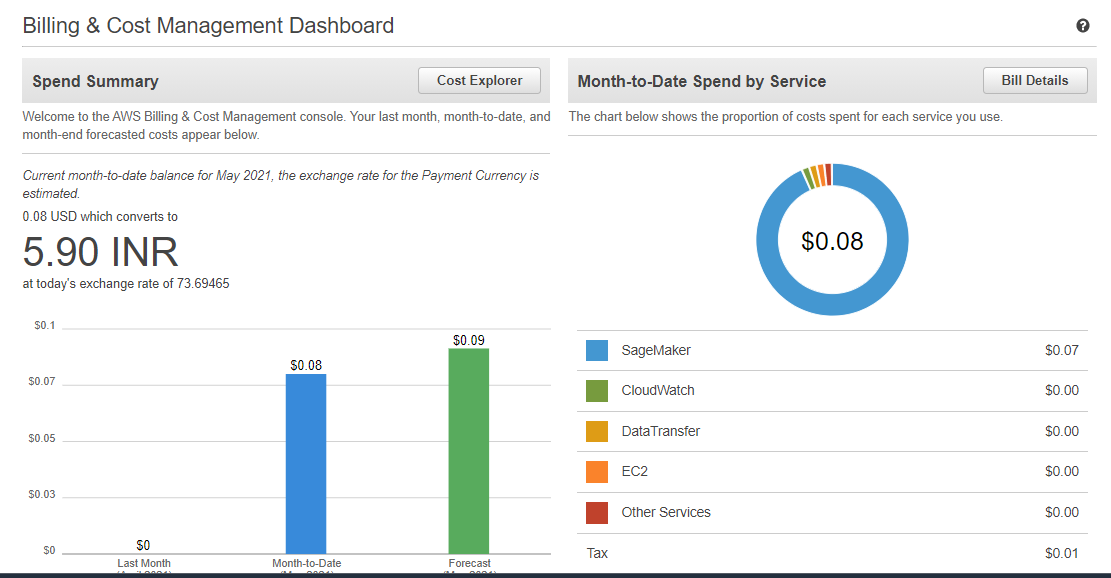 Billing & Cost Management Dashboard
Spend Summary
Cost Explorer
Welcome to the AWS Billing & Cost Management console. Your last month, month-to-date, and
month-end forecasted costs appear below.
Current month-to-date balance for May 2021, the exchange rate for the Payment Currency is
estimated.
0.08 USD which converts to
5.90 INR
at today's exchange rate of 73.69465
$0.1
$0.07
$0.05
$0.03
$0
$0
$0.08
$0.09
Last Month
Month-to-Date
Forecast
Month-to-Date Spend by Service
Bill Details
The chart below shows the proportion of costs spent for each service you use.
$0.08
SageMaker $0.07
CloudWatch $0.00
DataTransfer $0.00
EC2 $0.00
Other Services $0.00
Tax $0.01